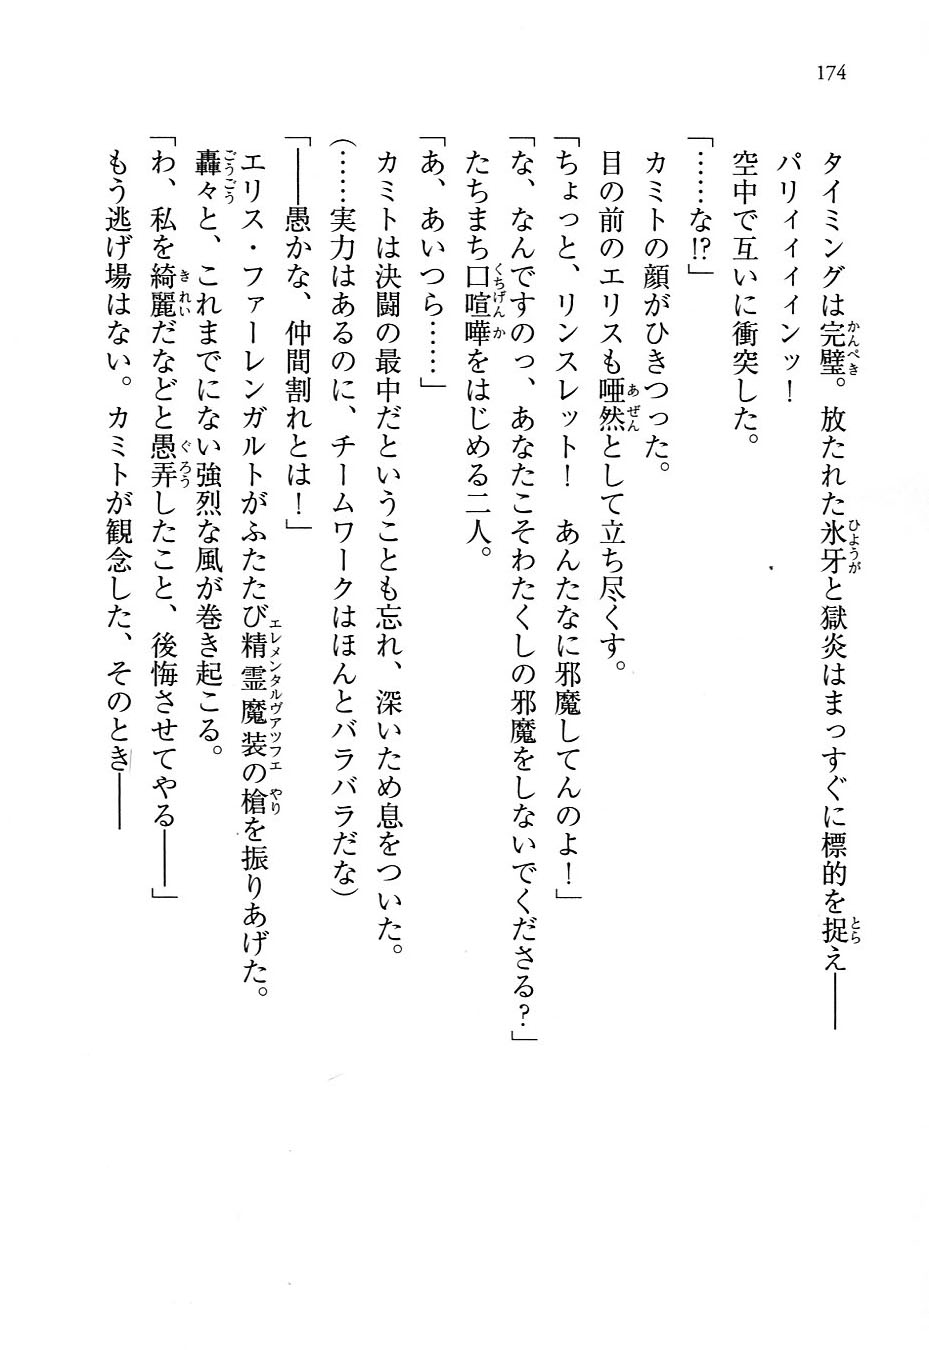 174
タイミングは完璧。放たれた氷牙と獄炎はまっすぐに標的を捉え――
パリィィィィンッ！
空中で互いに衝突した。
「……な!?」
カミトの顔がひきつった。
目の前のエリスも唖然として立ち尽くす。
「ちょっと、リンスレット！　あんたなに邪魔してんのよ！」
「な、なんですのっ、あなたこそわたくしの邪魔をしないでくださる？」
たちまち口喧嘩をはじめる二人。
「あ、あいつら……」
カミトは決闘の最中だということも忘れ、深いため息をついた。
（……実力はあるのに、チームワークはほんとバラバラだな）
「――愚かな、仲間割れとは！」
エリス・ファーレンガルトがふたたび精霊魔装の槍を振りあげた。
轟々と、これまでにない強烈な風が巻き起こる。
「わ、私を綺麗だなどと愚弄したこと、後悔させてやる――」
もう逃げ場はない。カミトが観念した、そのとき――